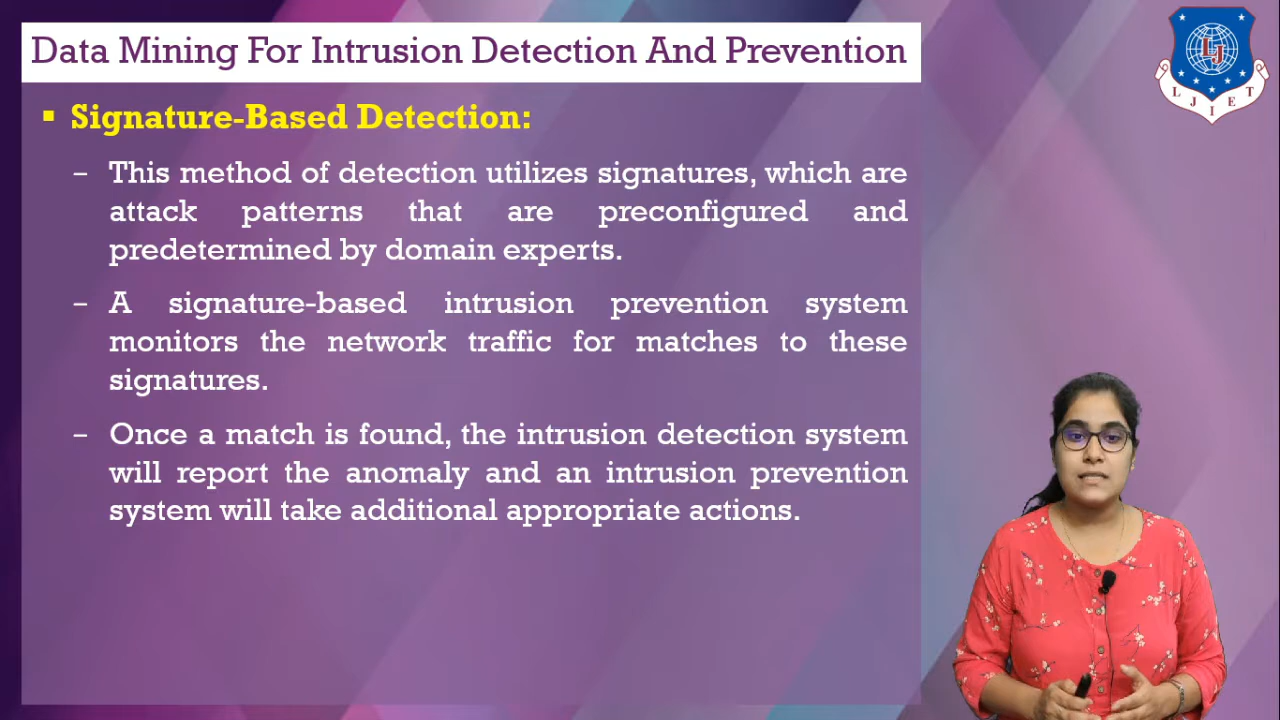 Data Mining For Intrusion Detection And Prevention
▪ Signature-Based Detection:
– This method of detection utilizes signatures, which are
attack patterns that are preconfigured and
predetermined by domain experts.
– A signature-based intrusion prevention system
monitors the network traffic for matches to these
signatures.
– Once a match is found, the intrusion detection system
will report the anomaly and an intrusion prevention
system will take additional appropriate actions.
LJ
LJIET